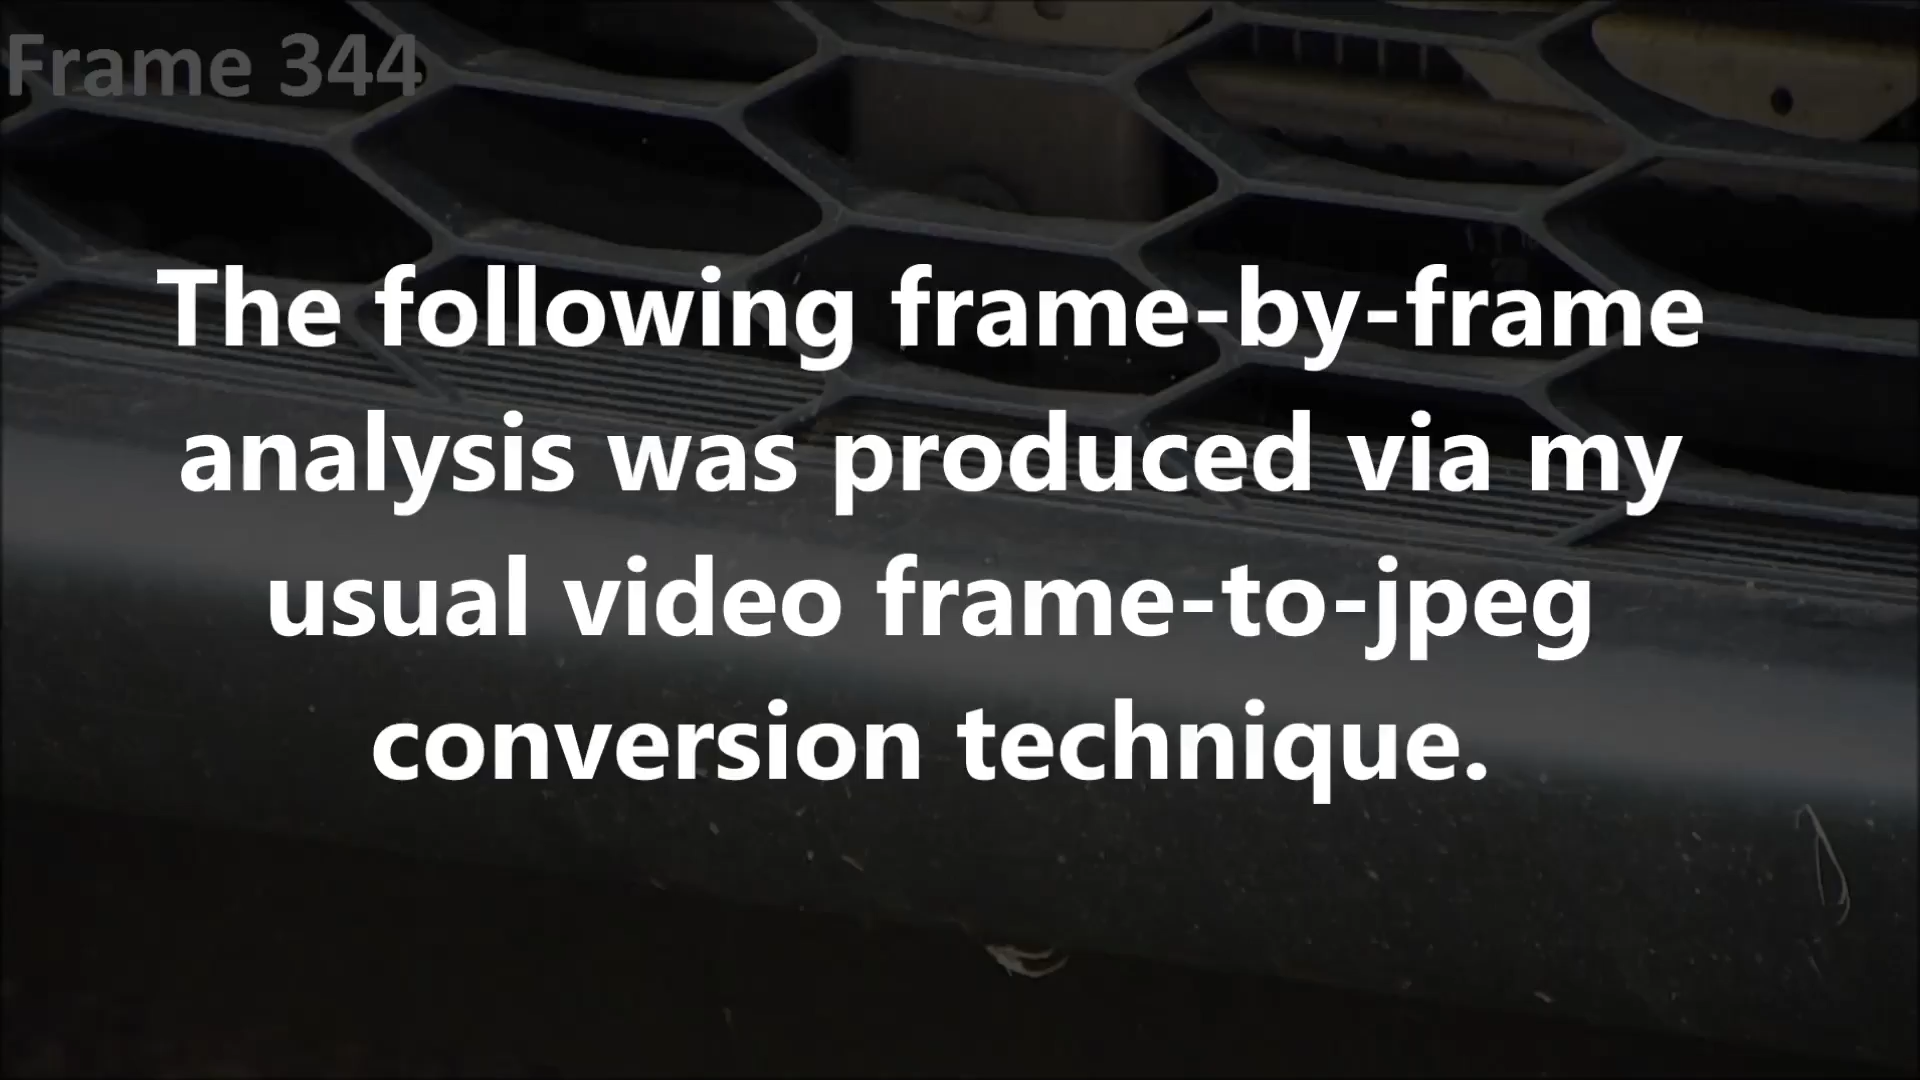 Frame 344
The following frame-by-frame
analysis was produced via my
usual video frame-to-jpeg
conversion technique.